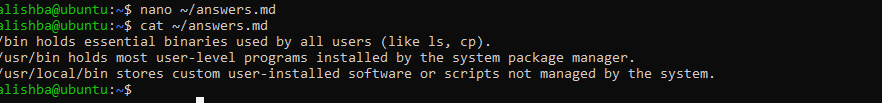 alishba@ubuntu:~$ nano ~/answers.md
alishba@ubuntu:~$ cat ~/answers.md
/bin holds essential binaries used by all users (like ls, cp).
/usr/bin holds most user-level programs installed by the system package manager.
/usr/local/bin stores custom user-installed software or scripts not managed by the system.
alishba@ubuntu:~$